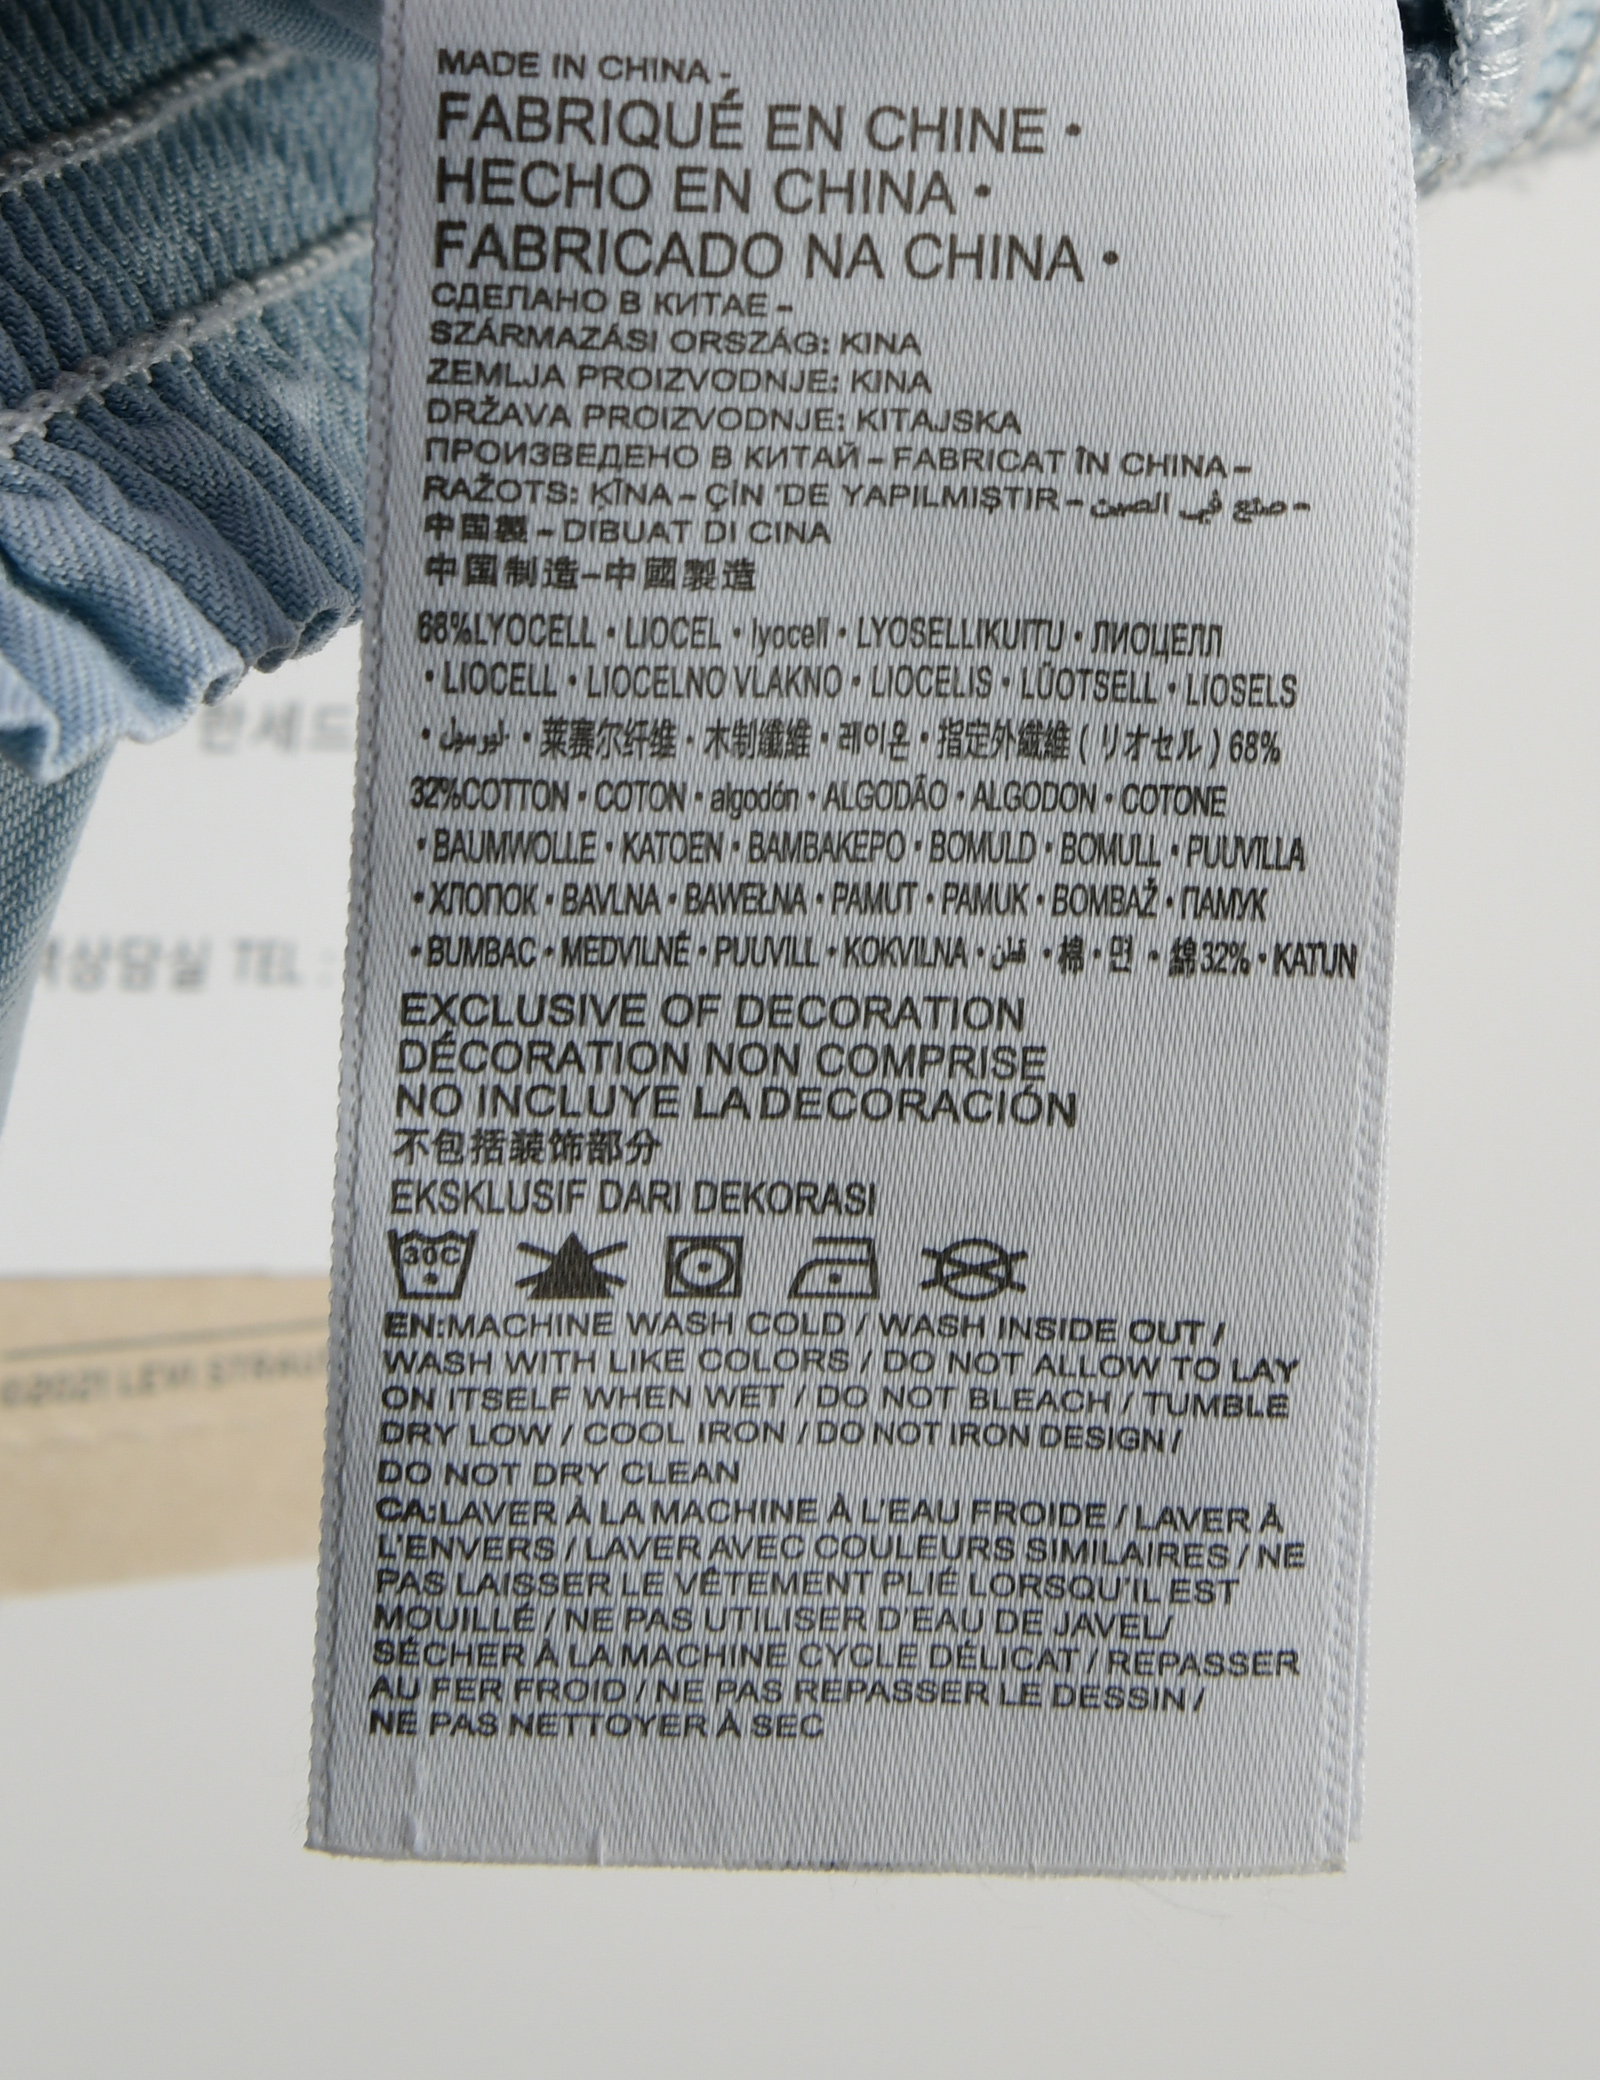 MADE IN CHINA -
FABRIQUÉ EN CHINE •
HECHO EN CHINA •
FABRICADO NA CHINA •
СДЕЛАНО В КИТАЕ -
SZÁRMAZÁSI ORSZÁG: KINA
ZEMLJA PROIZVODNJE: KINA
DRŽAVA PROIZVODNJE: KITAJSKA
ПРОИЗВЕДЕНО В КИТАЙ - FABRICAT ÎN CHINA -
RAŽOTS: ĶĪNA - ÇİN 'DE YAPILMIŞTIR - صنع في الصين -
中国製 - DIBUAT DI CINA
中国制造-中國製造
68%LYOCELL • LIOCEL • lyocell • LYOSELLIKUITU • ЛИОЦЕЛЛ
• LIOCELL • LIOCELNO VLAKNO • LIOCELIS • LÜOTSELL • LIOSELS
• ليوسيل • 莱赛尔纤维 • 木制纖維 • 레이온 • 指定外繊維 ( リオセル ) 68%
32%COTTON • COTON • algodón • ALGODÃO • ALGODON • COTONE
• BAUMWOLLE • KATOEN • BAMBAKEPO • BOMULD • BOMULL • PUUVILLA
• ХЛОПОК • BAVLNA • BAWEŁNA • PAMUT • PAMUK • BOMBAŽ • ПАМУК
• BUMBAC • MEDVILNÉ • PUUVILL • KOKVILNA • قطن • 棉 • 면 • 綿32% • KATUN
EXCLUSIVE OF DECORATION
DÉCORATION NON COMPRISE
NO INCLUYE LA DECORACIÓN
不包括装饰部分
EKSKLUSIF DARI DEKORASI
30C
EN:MACHINE WASH COLD / WASH INSIDE OUT /
WASH WITH LIKE COLORS / DO NOT ALLOW TO LAY
ON ITSELF WHEN WET / DO NOT BLEACH / TUMBLE
DRY LOW / COOL IRON / DO NOT IRON DESIGN /
DO NOT DRY CLEAN
CA:LAVER À LA MACHINE À L'EAU FROIDE / LAVER À
L'ENVERS / LAVER AVEC COULEURS SIMILAIRES / NE
PAS LAISSER LE VÊTEMENT PLIÉ LORSQU'IL EST
MOUILLÉ / NE PAS UTILISER D'EAU DE JAVEL/
SÉCHER À LA MACHINE CYCLE DÉLICAT / REPASSER
AU FER FROID / NE PAS REPASSER LE DESSIN /
NE PAS NETTOYER À SEC
상담실 TEL :
©2021 LEVI STRAU